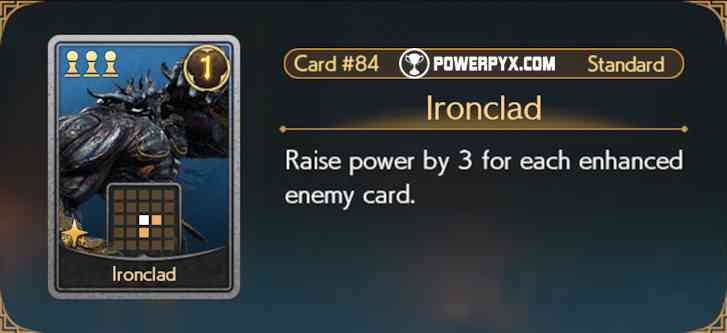 1
Ironclad
Card #84 POWERPYX.COM Standard
Ironclad
Raise power by 3 for each enhanced
enemy card.